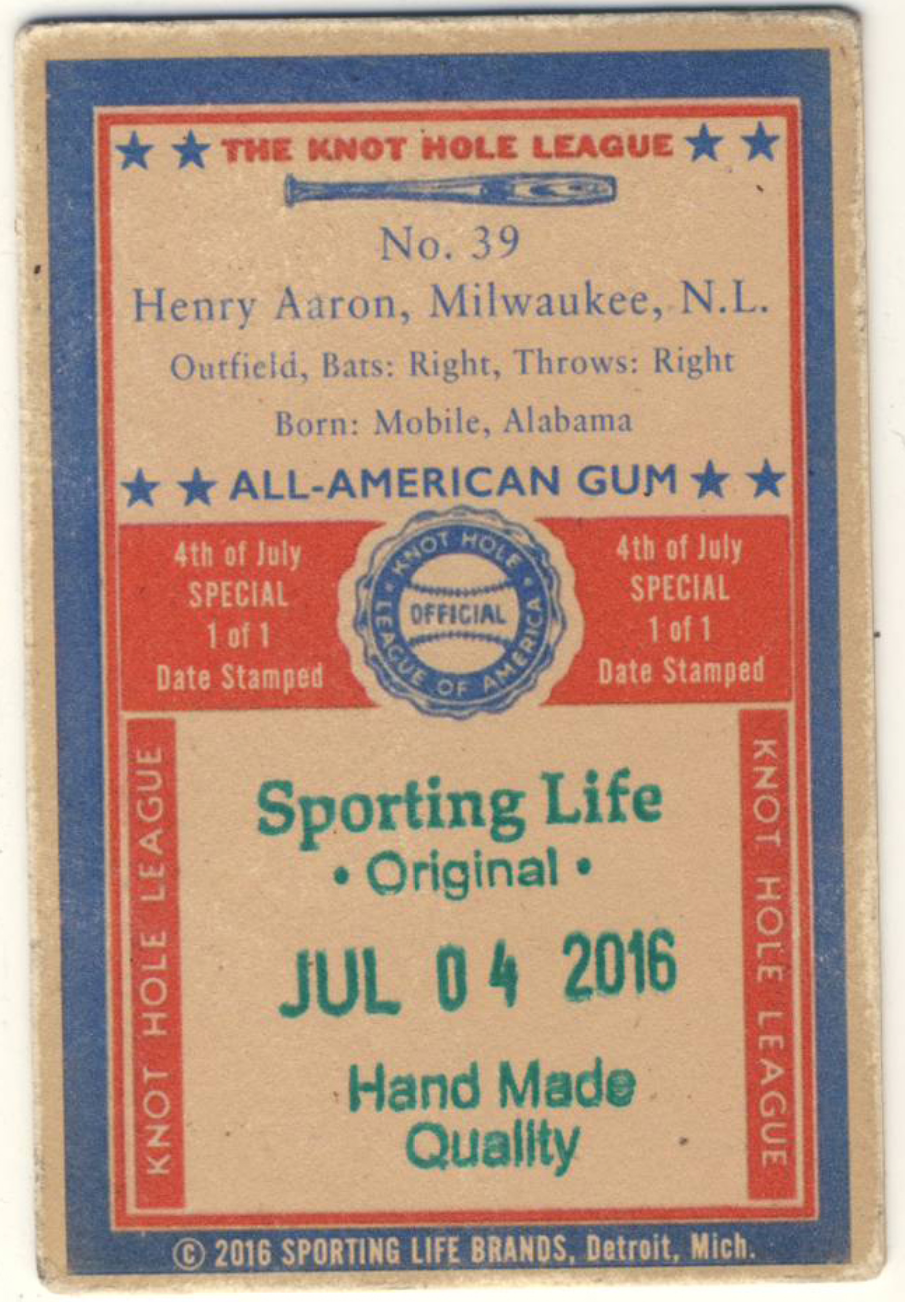 THE KNOT HOLE LEAGUE
No. 39
Henry Aaron, Milwaukee, N.L.
Outfield, Bats: Right, Throws: Right
Born: Mobile, Alabama
ALL-AMERICAN GUM
4th of July
SPECIAL
1 of 1
Date Stamped
KNOT HOLE
OFFICIAL
LEAGUE OF AMERICA
4th of July
SPECIAL
1 of 1
Date Stamped
KNOT HOLE LEAGUE
Sporting Life
• Original •
JUL 04 2016
Hand Made
Quality
KNOT HOLE LEAGUE
© 2016 SPORTING LIFE BRANDS, Detroit, Mich.